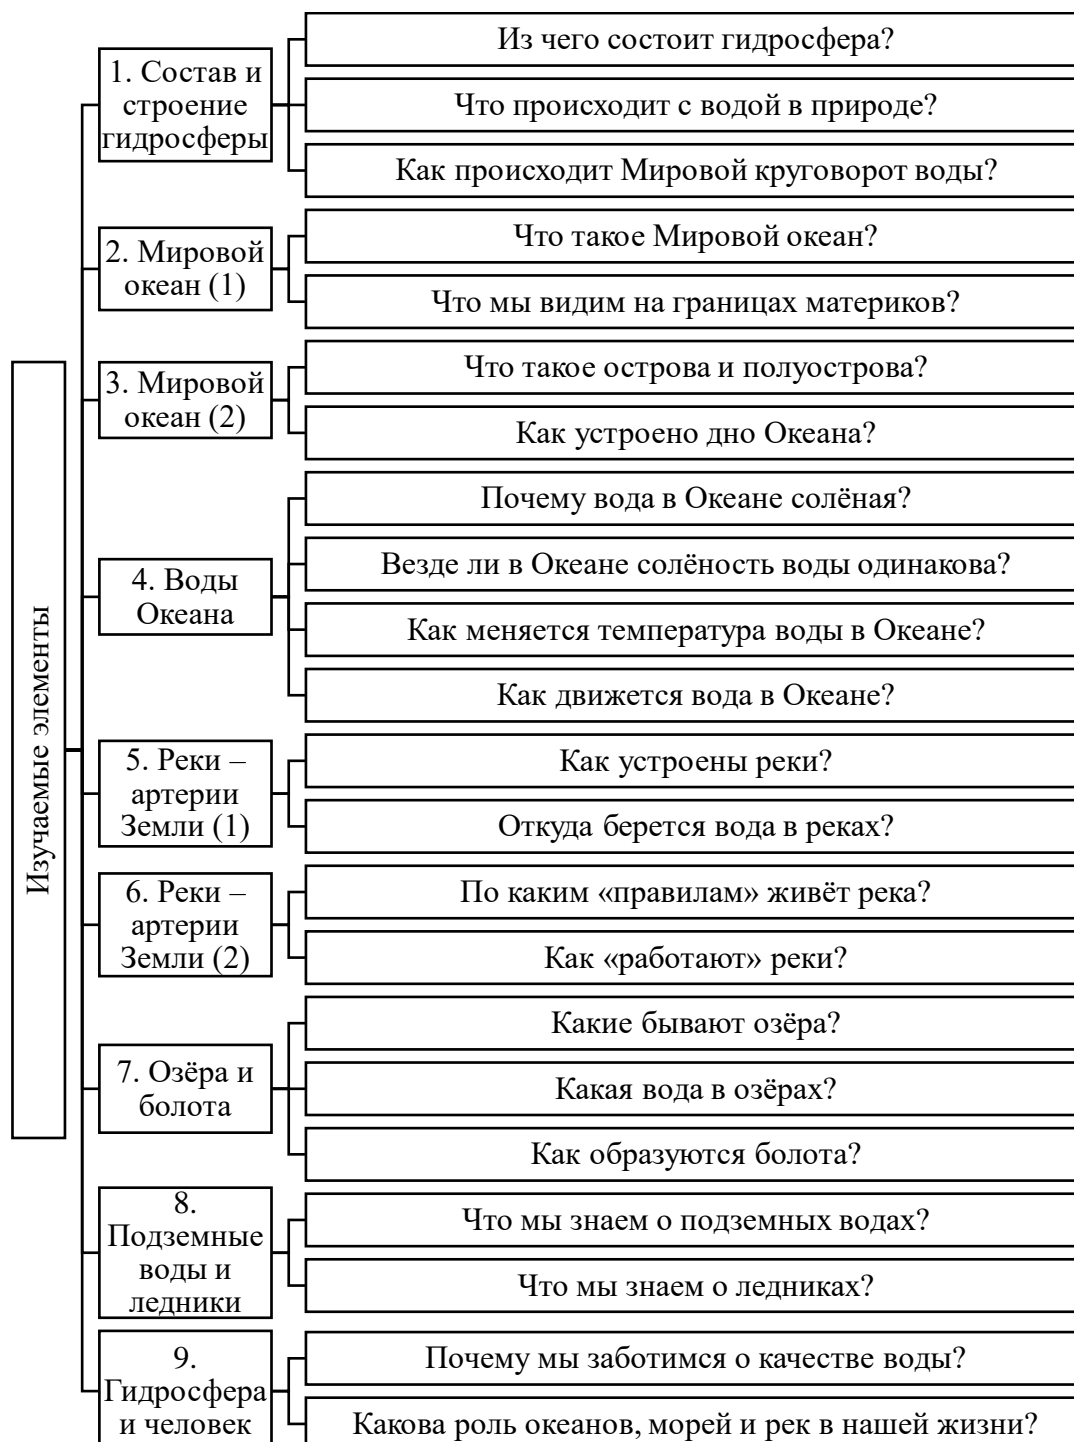 Изучаемые элементы
1. Состав и
строение
гидросферы
Из чего состоит гидросфера?
Что происходит с водой в природе?
Как происходит Мировой круговорот воды?
2. Мировой
океан (1)
Что такое Мировой океан?
Что мы видим на границах материков?
3. Мировой
океан (2)
Что такое острова и полуострова?
Как устроено дно Океана?
4. Воды
Океана
Почему вода в Океане солёная?
Везде ли в Океане солёность воды одинакова?
Как меняется температура воды в Океане?
Как движется вода в Океане?
5. Реки –
артерии
Земли (1)
Как устроены реки?
Откуда берется вода в реках?
6. Реки –
артерии
Земли (2)
По каким «правилам» живёт река?
Как «работают» реки?
7. Озёра и
болота
Какие бывают озёра?
Какая вода в озёрах?
Как образуются болота?
8.
Подземные
воды и
ледники
Что мы знаем о подземных водах?
Что мы знаем о ледниках?
9.
Гидросфера
и человек
Почему мы заботимся о качестве воды?
Какова роль океанов, морей и рек в нашей жизни?